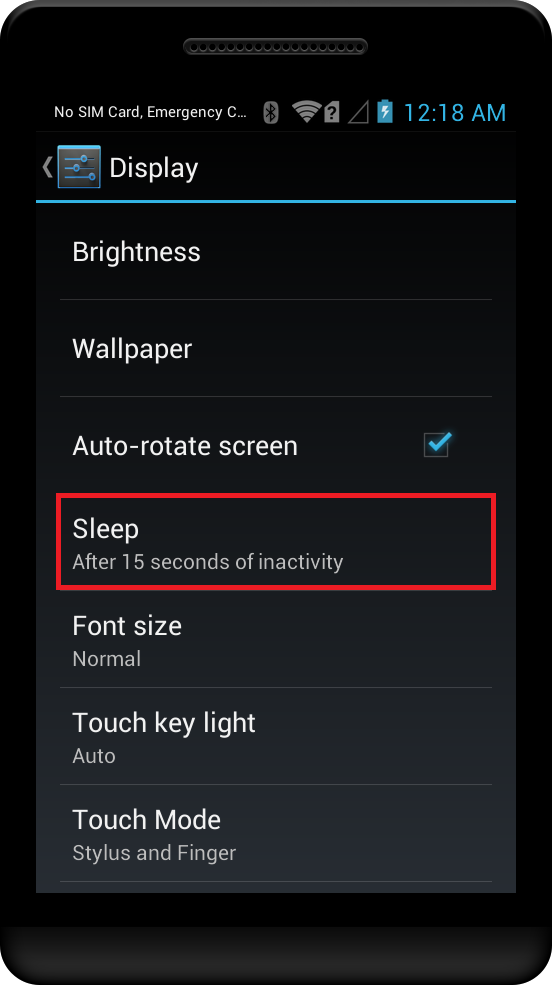 No SIM Card, Emergency C... 12:18 AM
Display
Brightness
Wallpaper
Auto-rotate screen
Sleep
After 15 seconds of inactivity
Font size
Normal
Touch key light
Auto
Touch Mode
Stylus and Finger